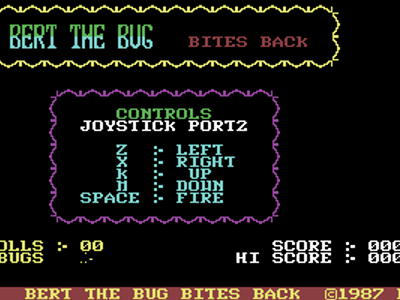 BERT THE BUG BITES BACK
CONTROLS
JOYSTICK PORT2
Z :- LEFT
X :- RIGHT
K :- UP
M :- DOWN
SPACE :- FIRE
OLLS :- 00 SCORE :- 000
BUGS :- HI SCORE :- 000
BERT THE BUG BITES BACK ©1987